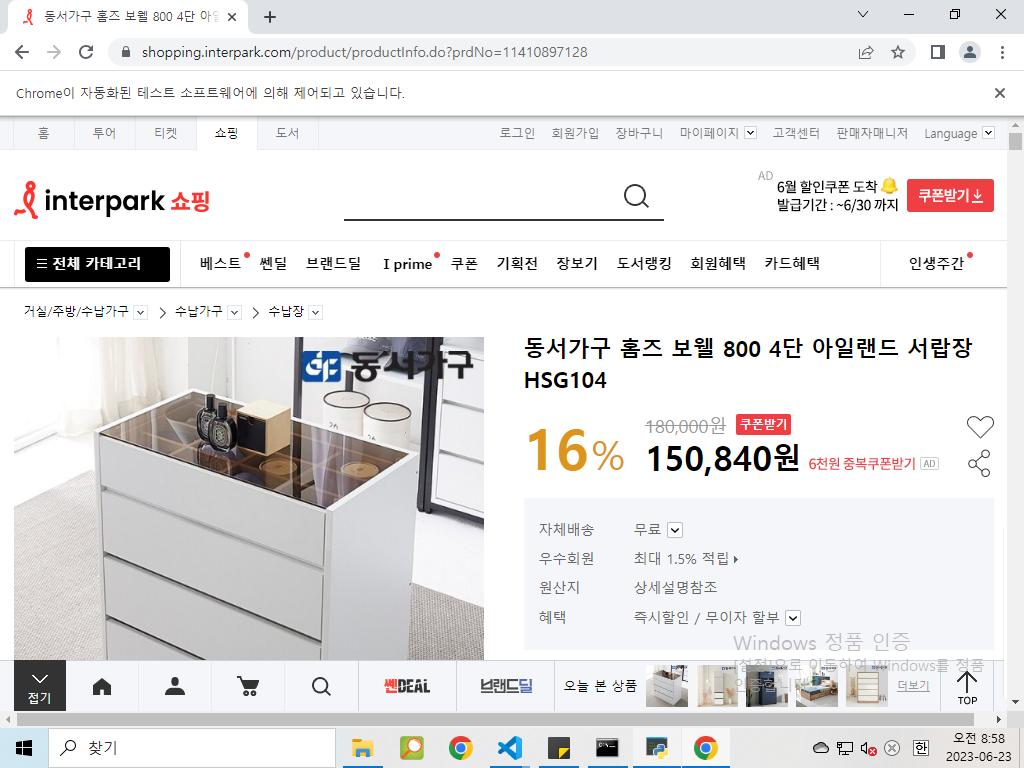 동서가구 홈즈 보웰 800 4단 아일
shopping.interpark.com/product/productInfo.do?prdNo=11410897128
Chrome이 자동화된 테스트 소프트웨어에 의해 제어되고 있습니다.
홈 투어 티켓 쇼핑 도서 로그인 회원가입 장바구니 마이페이지 고객센터 판매자매니저 Language
interpark 쇼핑
AD
6월 할인쿠폰 도착
발급기간 : ~6/30 까지
쿠폰받기
전체 카테고리 베스트 쎈딜 브랜드딜 I prime 쿠폰 기획전 장보기 도서랭킹 회원혜택 카드혜택 인생주간
거실/주방/수납가구 수납가구 수납장
동서가구
동서가구 홈즈 보웰 800 4단 아일랜드 서랍장
HSG104
16%
180,000원 쿠폰받기
150,840원 6천원 중복쿠폰받기 AD
자체배송 무료
우수회원 최대 1.5% 적립
원산지 상세설명참조
혜택 즉시할인 / 무이자 할부
Windows 정품 인증
[설정]으로 이동하여 Windows를 정품
인증합니다.
접기
쎈DEAL
브랜드딜
오늘 본 상품
더보기
TOP
찾기
한
오전 8:58
2023-06-23